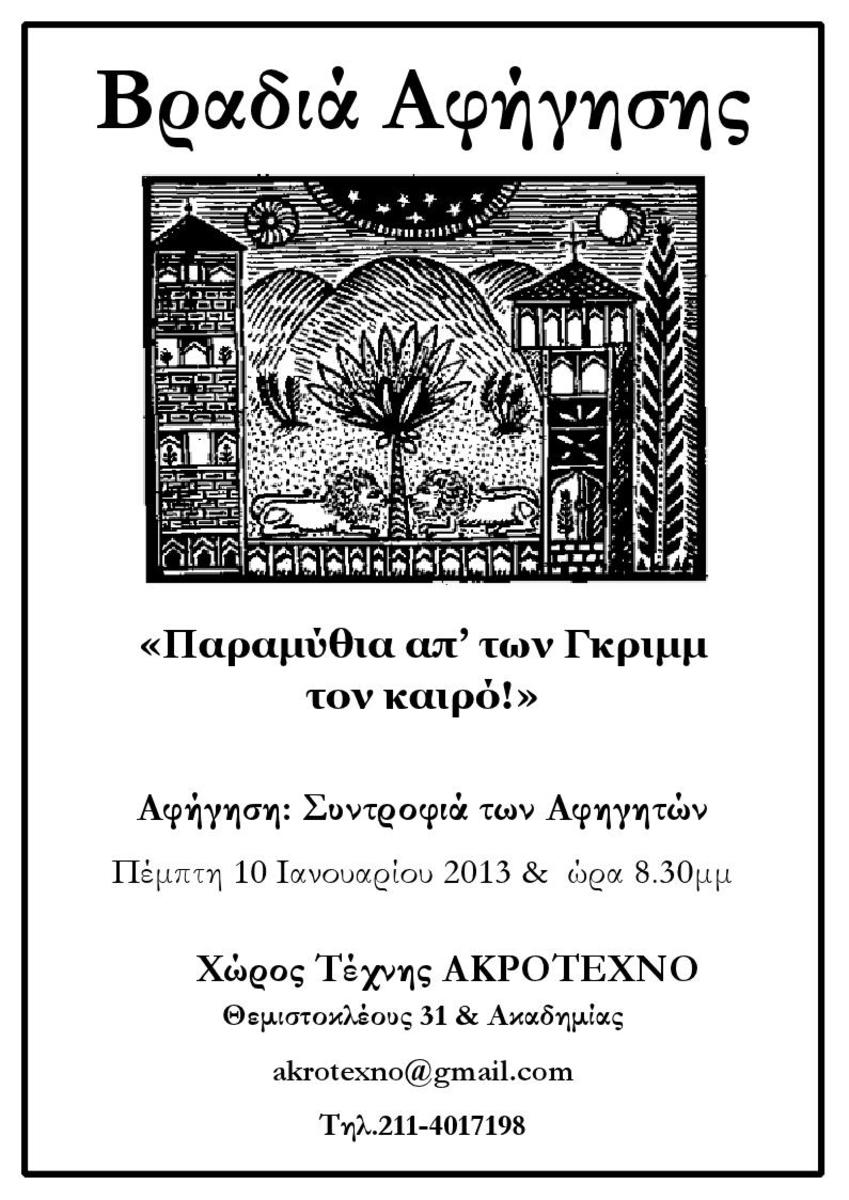 Βραδιά Αφήγησης
«Παραμύθια απ’ των Γκριμμ
τον καιρό!»
Αφήγηση: Συντροφιά των Αφηγητών
Πέμπτη 10 Ιανουαρίου 2013 & ώρα 8.30μμ
Χώρος Τέχνης ΑΚΡΟΤΕΧΝΟ
Θεμιστοκλέους 31 & Ακαδημίας
akrotexno@gmail.com
Τηλ.211-4017198